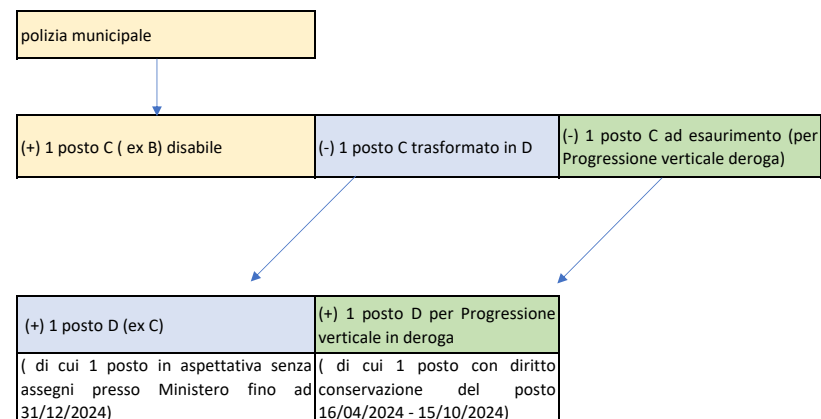 polizia municipale
(+) 1 posto C ( ex B) disabile
(-) 1 posto C trasformato in D
(-) 1 posto C ad esaurimento (per
Progressione verticale deroga)
(+) 1 posto D (ex C)
(+) 1 posto D per Progressione
verticale in deroga
( di cui 1 posto in aspettativa senza
assegni presso Ministero fino ad
31/12/2024)
( di cui 1 posto con diritto
conservazione del posto
16/04/2024 - 15/10/2024)